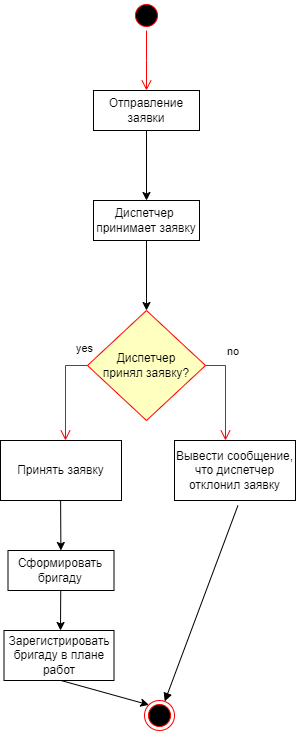 Отправление
заявки
Диспетчер
принимает заявку
yes
Диспетчер
принял заявку?
no
Принять заявку
Вывести сообщение,
что диспетчер
отклонил заявку
Сформировать
бригаду
Зарегистрировать
бригаду в плане
работ